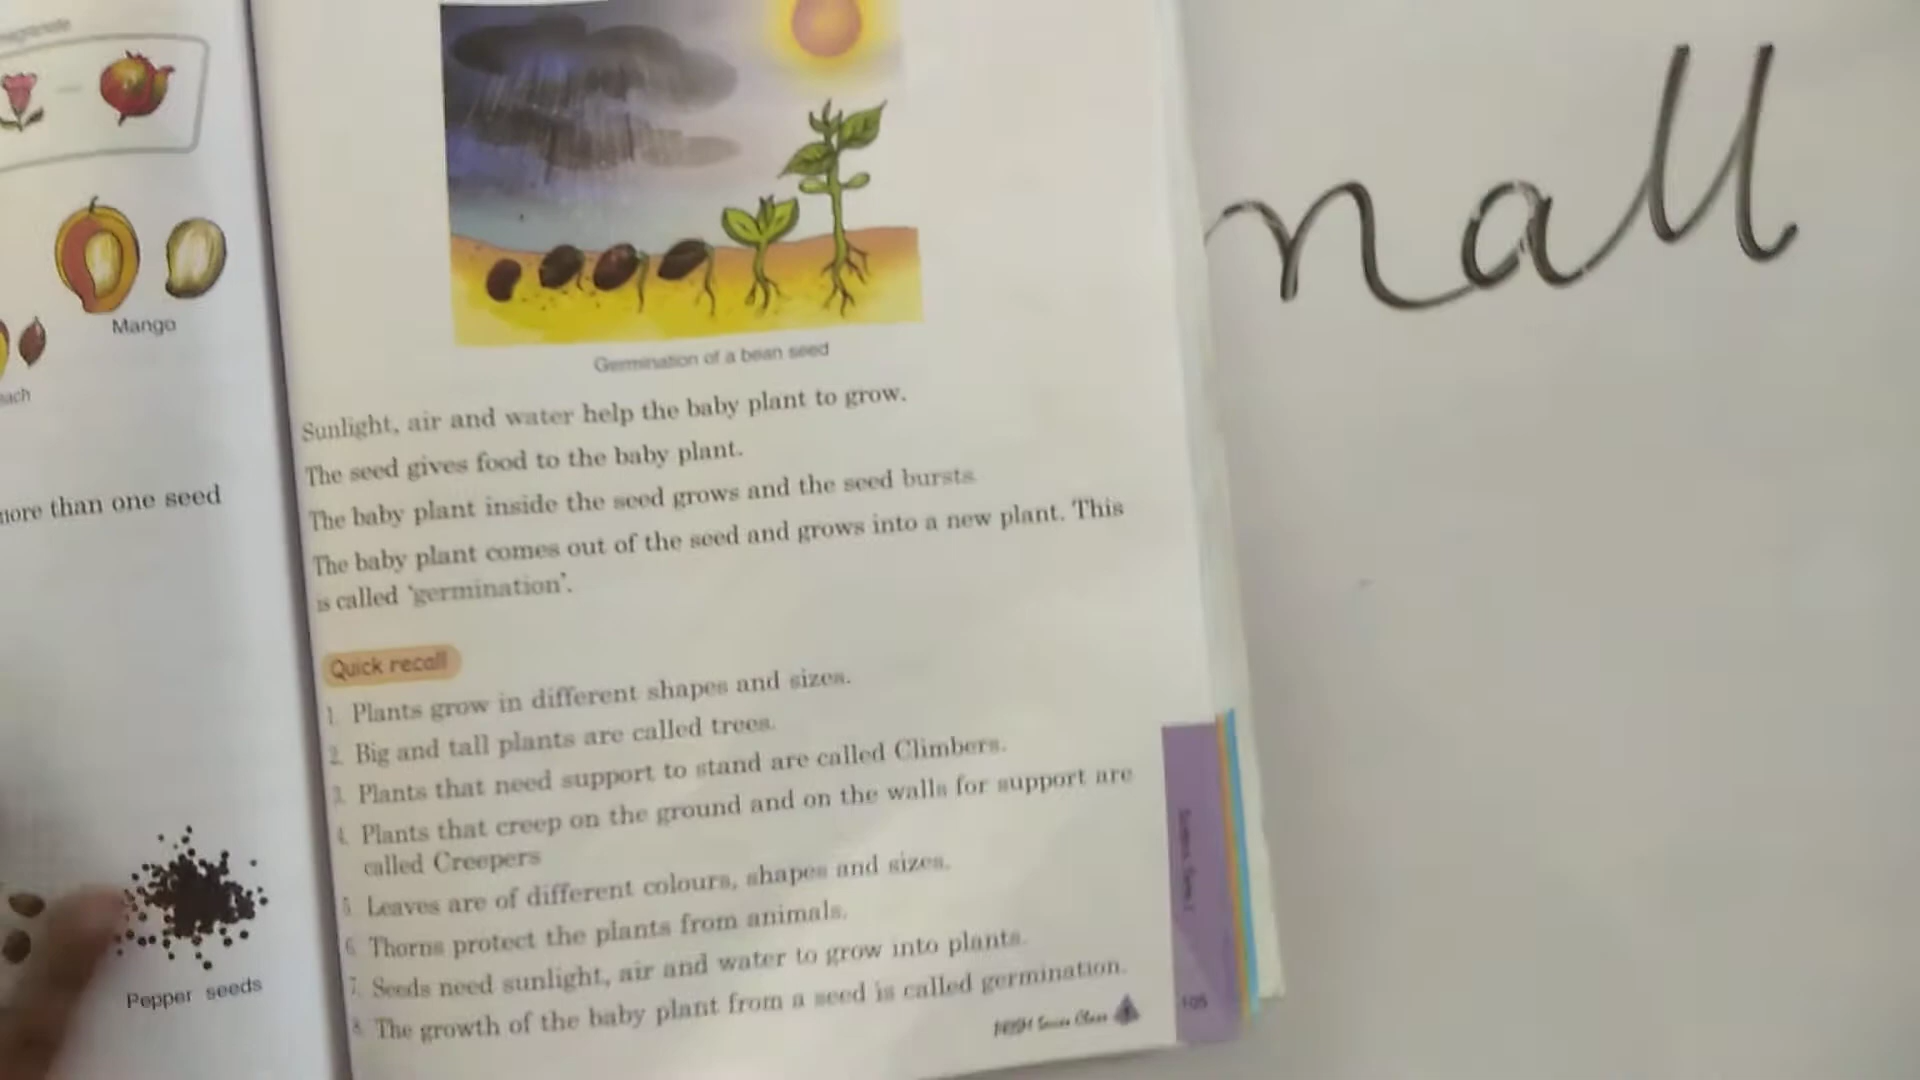 Mango
more than one seed
Pepper seeds
Germination of a bean seed
Sunlight, air and water help the baby plant to grow.
The seed gives food to the baby plant.
The baby plant inside the seed grows and the seed bursts.
The baby plant comes out of the seed and grows into a new plant. This
is called 'germination'.
Quick recall
1. Plants grow in different shapes and sizes.
2. Big and tall plants are called trees.
3. Plants that need support to stand are called Climbers.
4. Plants that creep on the ground and on the walls for support are
called Creepers
5. Leaves are of different colours, shapes and sizes.
6. Thorns protect the plants from animals.
7. Seeds need sunlight, air and water to grow into plants.
8. The growth of the baby plant from a seed is called germination.
105
nall